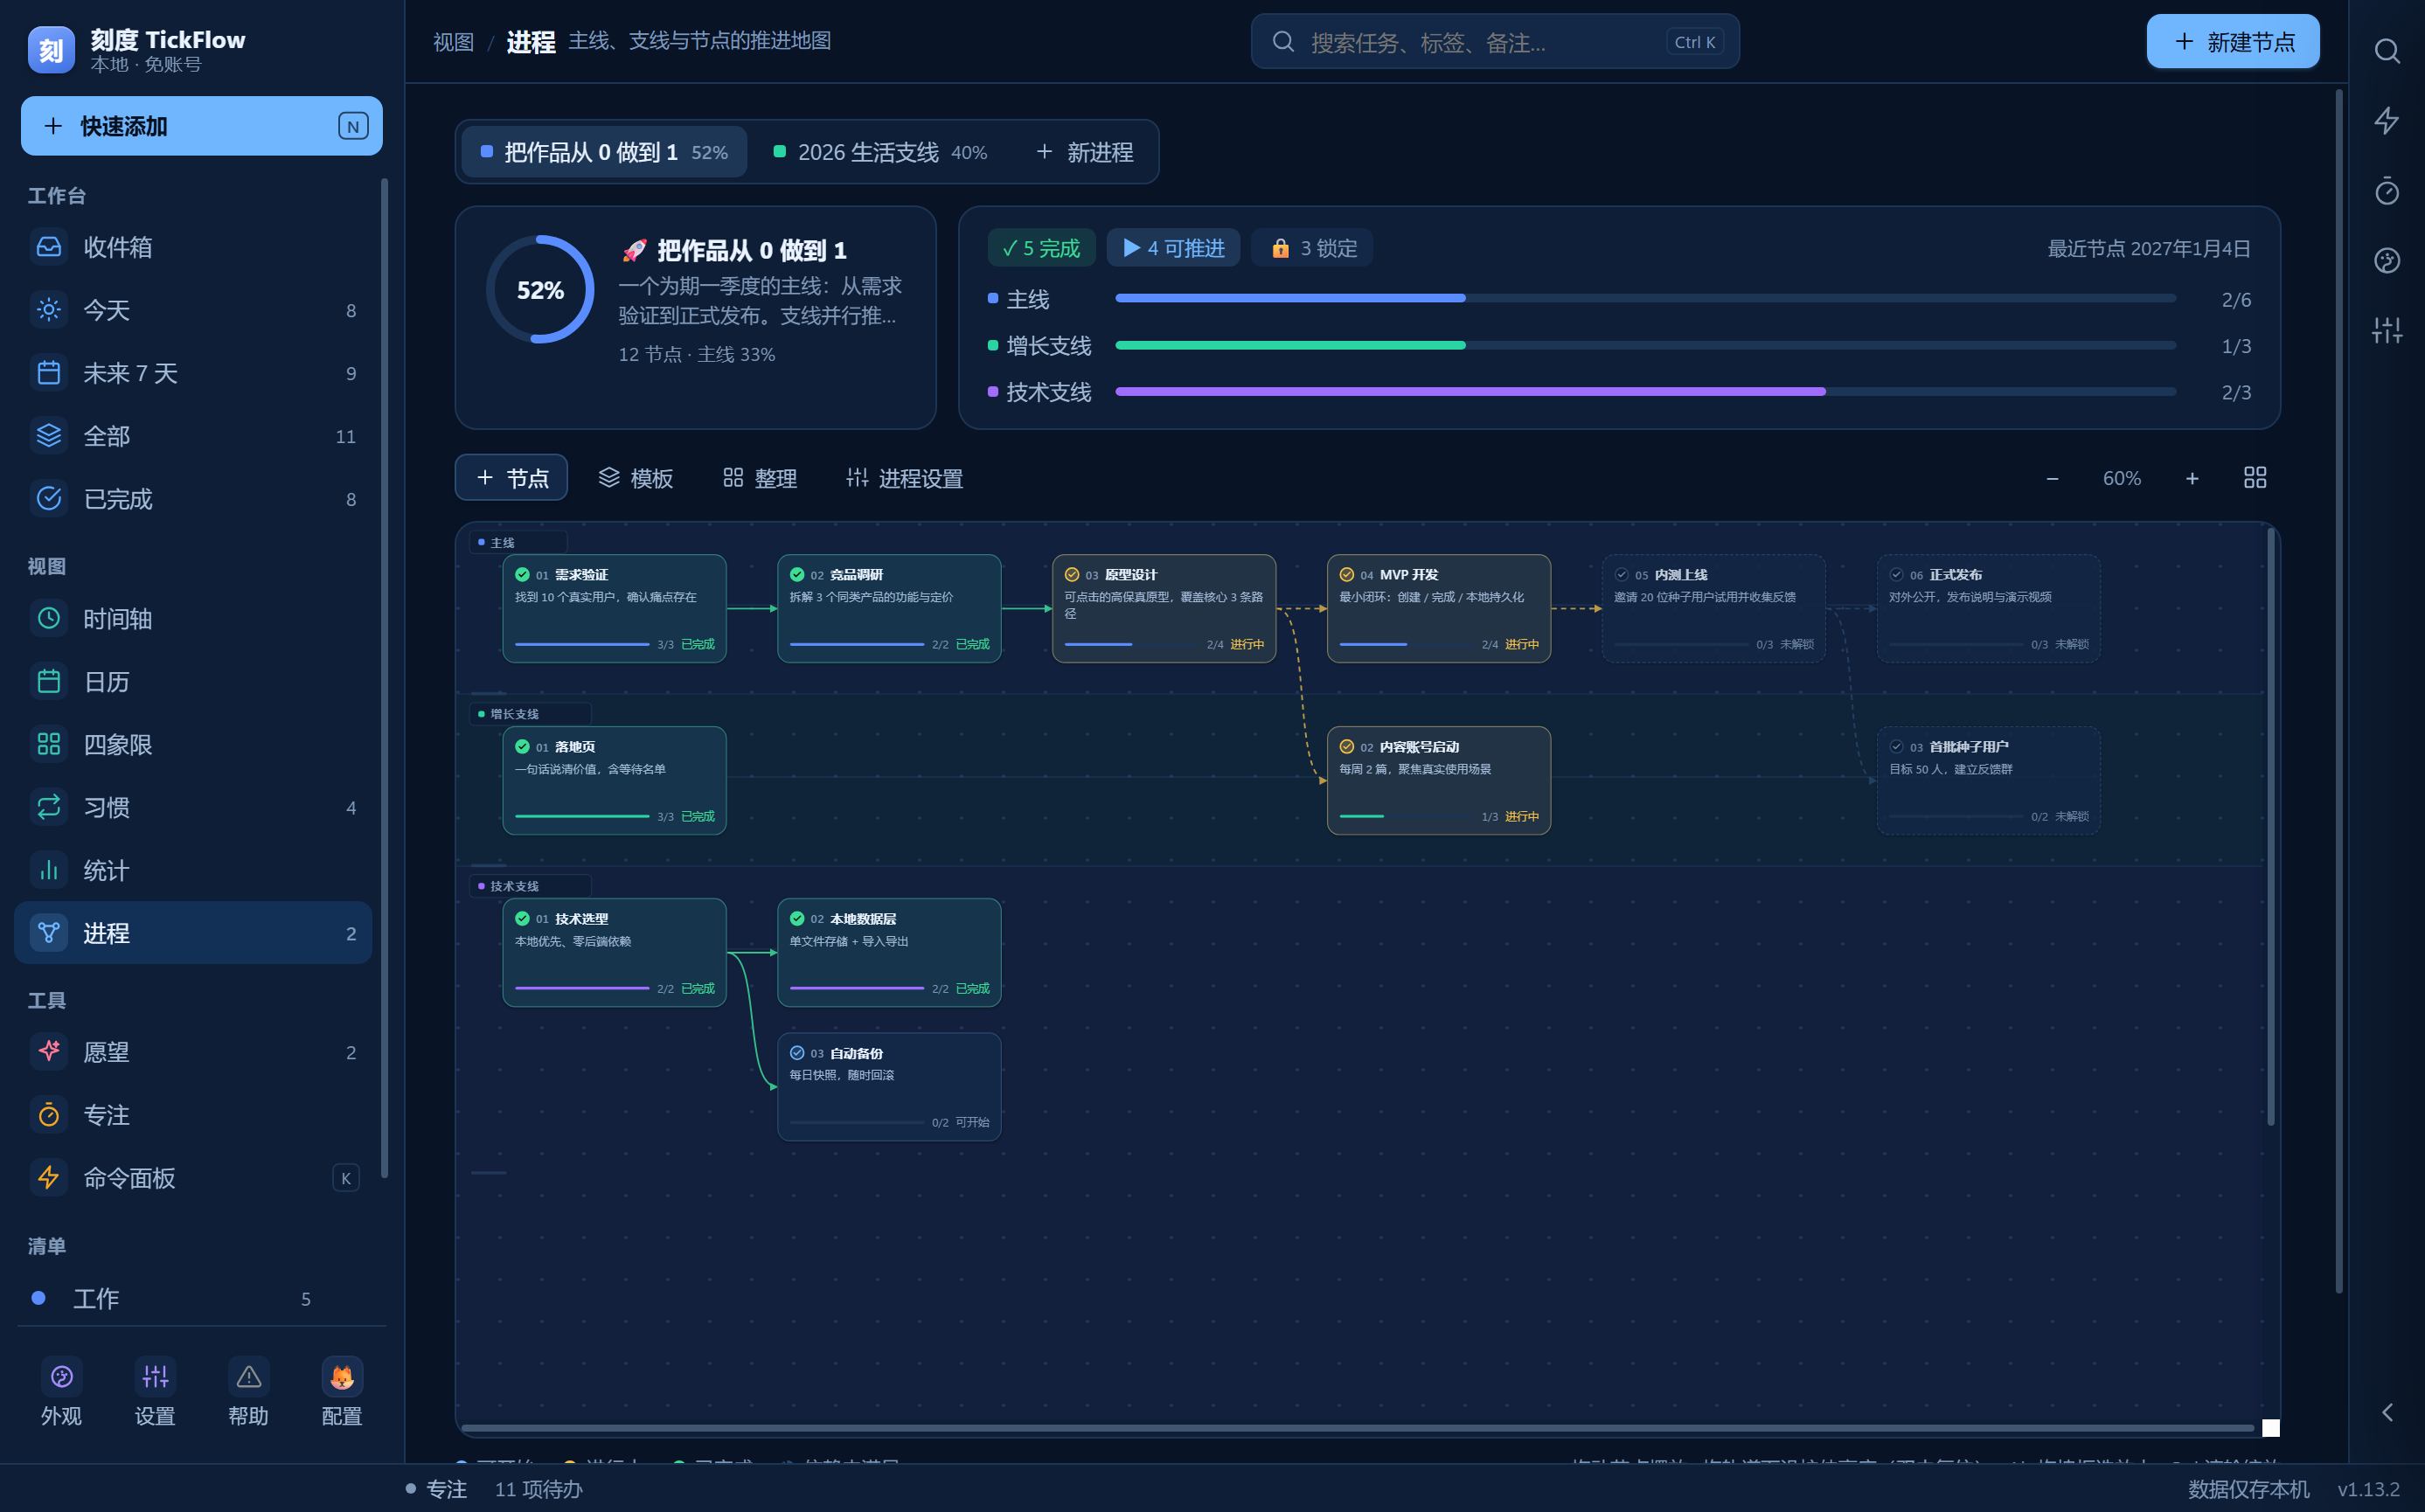 刻
刻度 TickFlow
本地 · 免账号
快速添加 N
工作台
收件箱
今天 8
未来 7 天 9
全部 11
已完成 8
视图
时间轴
日历
四象限
习惯 4
统计
进程 2
工具
愿望 2
专注
命令面板 K
清单
工作 5
外观 设置 帮助 配置
视图 / 进程 主线、支线与节点的推进地图
搜索任务、标签、备注... Ctrl K
+ 新建节点
把作品从 0 做到 1 52% 2026 生活支线 40% + 新进程
52%
🚀 把作品从 0 做到 1
一个为期一季度的主线：从需求
验证到正式发布。支线并行推...
12 节点 · 主线 33%
✓ 5 完成 ▶ 4 可推进 🔒 3 锁定 最近节点 2027年1月4日
主线 2/6
增长支线 1/3
技术支线 2/3
+ 节点 模板 整理 进程设置 − 60% +
主线
01 需求验证
找到 10 个真实用户，确认痛点存在
3/3 已完成
02 竞品调研
拆解 3 个同类产品的功能与定价
2/2 已完成
03 原型设计
可点击的高保真原型，覆盖核心 3 条路
径
2/4 进行中
04 MVP 开发
最小闭环：创建 / 完成 / 本地持久化
2/4 进行中
05 内测上线
邀请 20 位种子用户试用并收集反馈
0/3 未解锁
06 正式发布
对外公开，发布说明与演示视频
0/3 未解锁
增长支线
01 落地页
一句话说清价值，含等待名单
3/3 已完成
02 内容账号启动
每周 2 篇，聚焦真实使用场景
1/3 进行中
03 首批种子用户
目标 50 人，建立反馈群
0/2 未解锁
技术支线
01 技术选型
本地优先、零后端依赖
2/2 已完成
02 本地数据层
单文件存储 + 导入导出
2/2 已完成
03 自动备份
每日快照，随时回滚
0/2 可开始
专注 11 项待办 数据仅存本机 v1.13.2